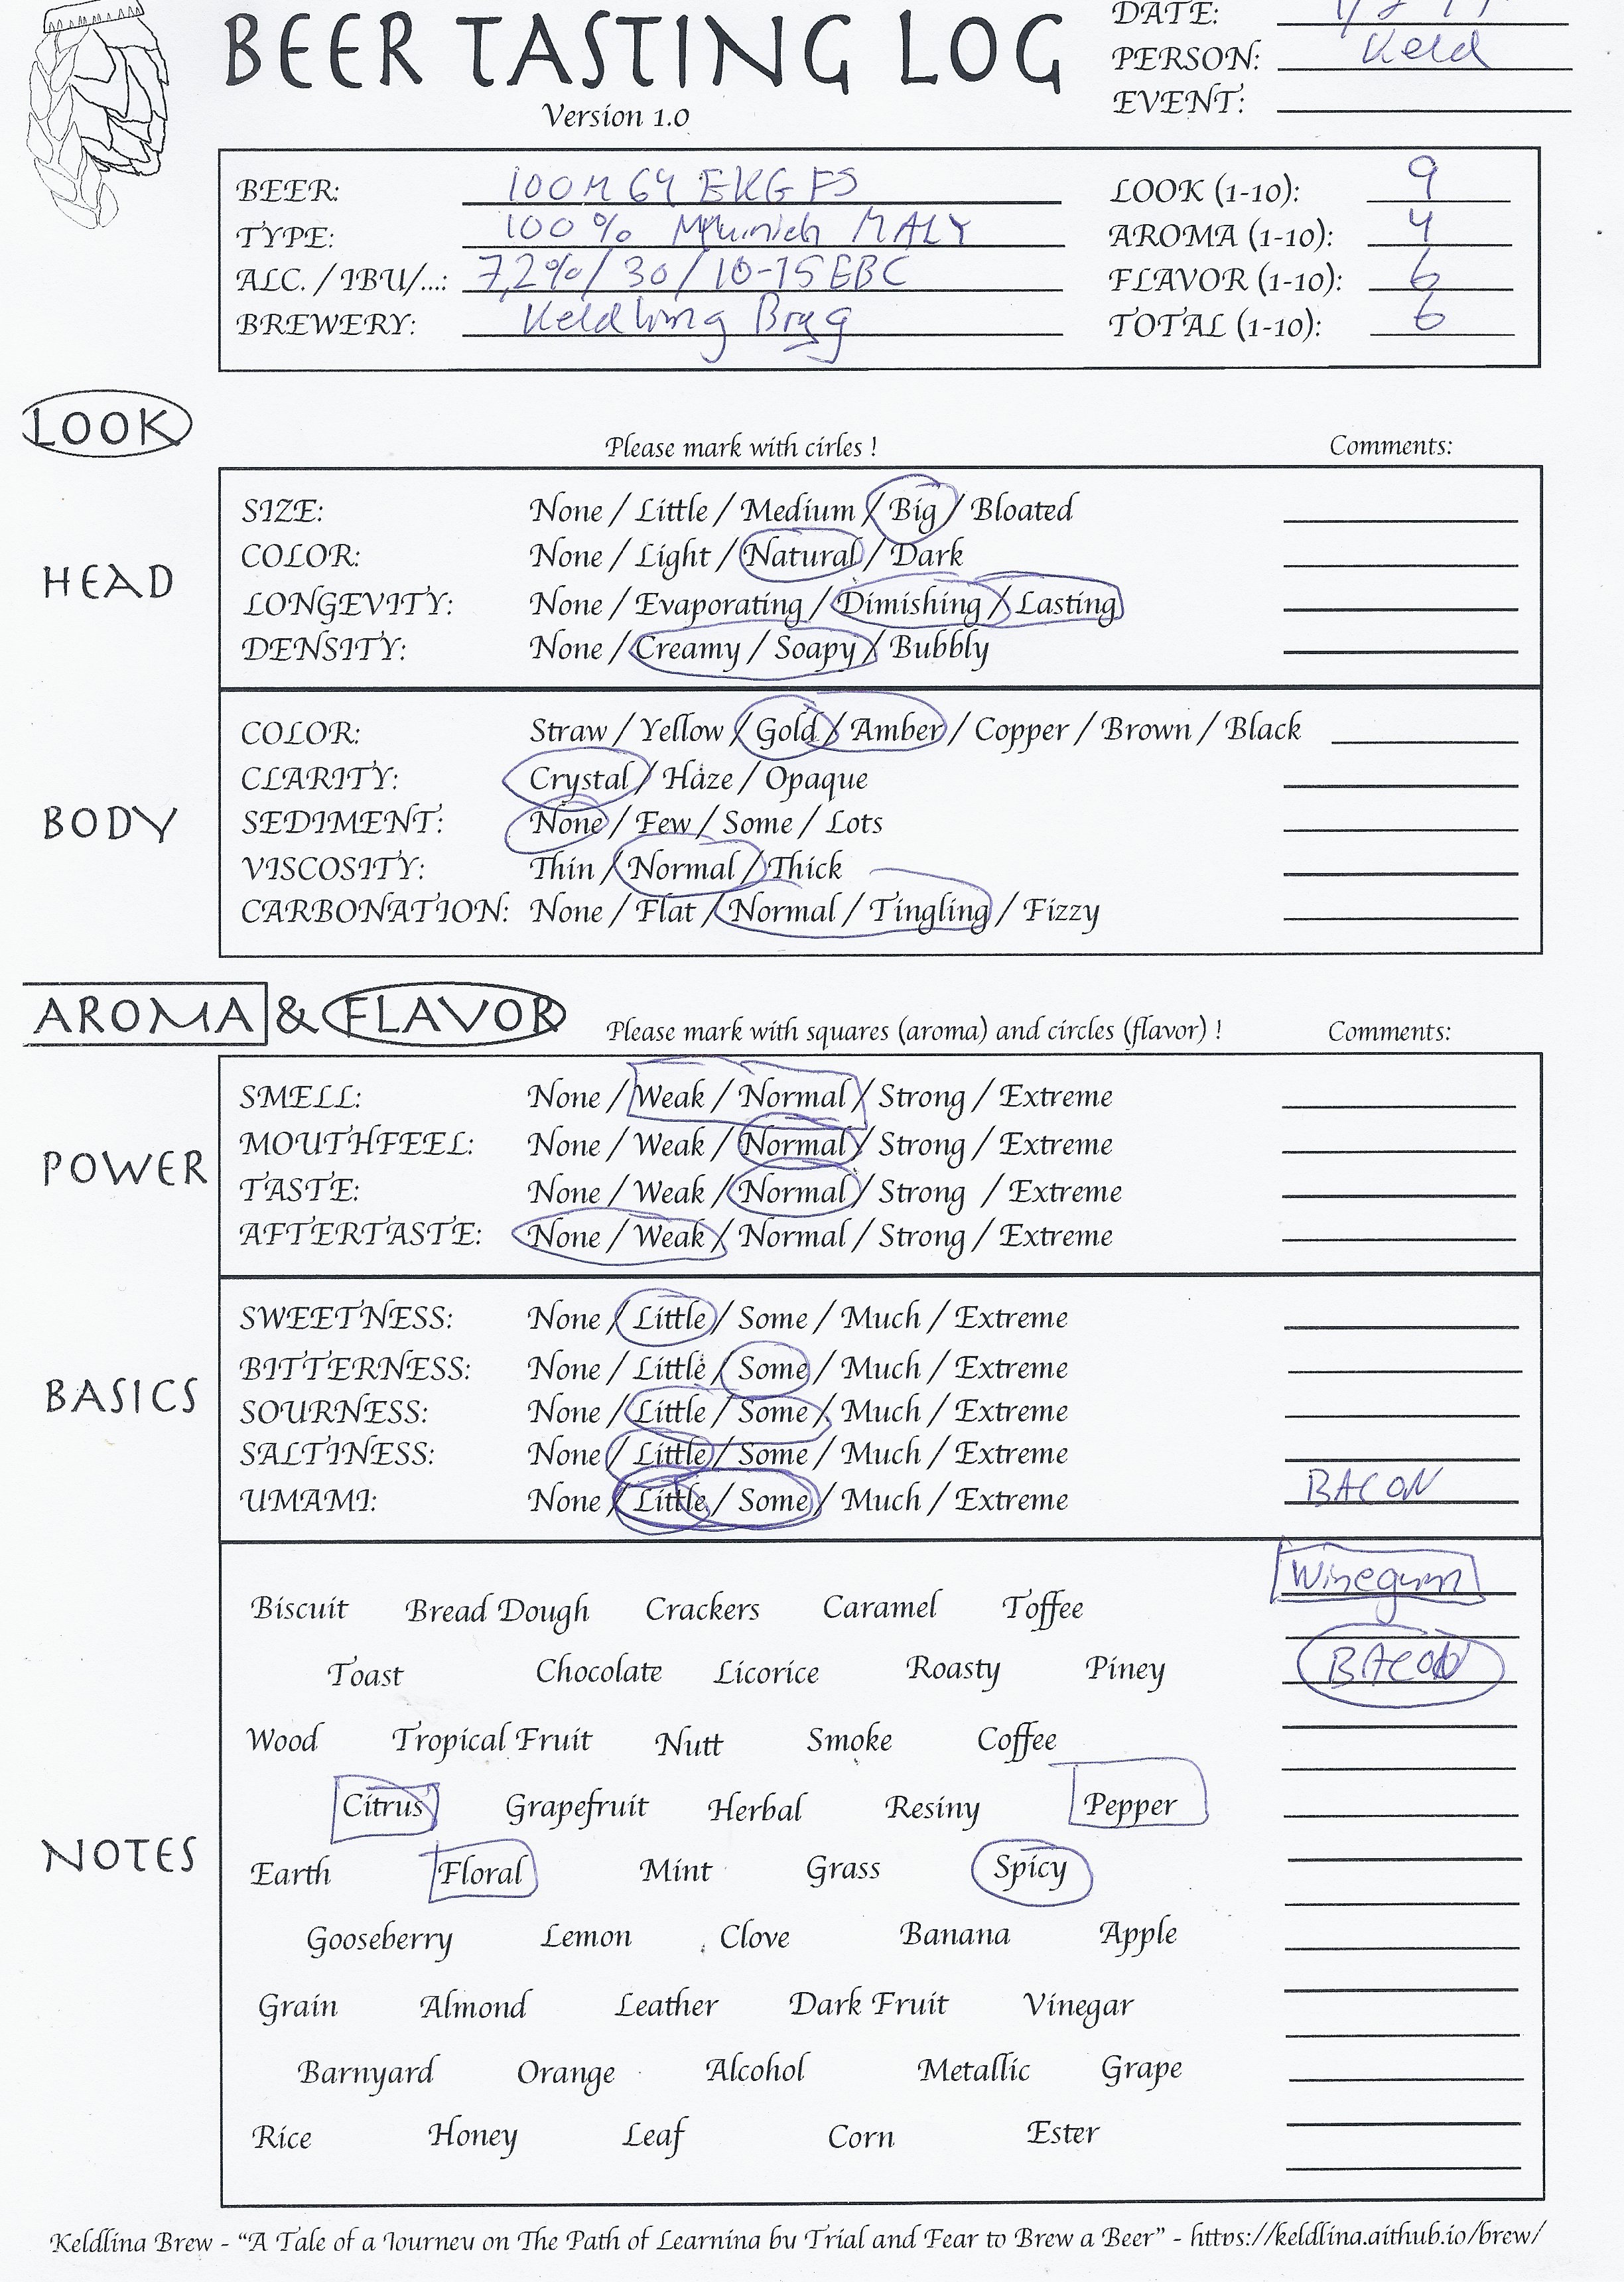 BEER TASTING LOG
Version 1.0
DATE:
PERSON: Keld
EVENT:
BEER: 100M 64 EKG FS LOOK (1-10): 9
TYPE: 100% Munich MALT AROMA (1-10): 4
ALC. / IBU/...: 7,2% / 30 / 10-15 EBC FLAVOR (1-10): 6
BREWERY: Keldling Bryg TOTAL (1-10): 6
LOOK
Please mark with cirles ! Comments:
HEAD
SIZE: None / Little / Medium / Big / Bloated
COLOR: None / Light / Natural / Dark
LONGEVITY: None / Evaporating / Dimishing / Lasting
DENSITY: None / Creamy / Soapy / Bubbly
BODY
COLOR: Straw / Yellow / Gold / Amber / Copper / Brown / Black
CLARITY: Crystal / Haze / Opaque
SEDIMENT: None / Few / Some / Lots
VISCOSITY: Thin / Normal / Thick
CARBONATION: None / Flat / Normal / Tingling / Fizzy
AROMA & FLAVOR
Please mark with squares (aroma) and circles (flavor) ! Comments:
POWER
SMELL: None / Weak / Normal / Strong / Extreme
MOUTHFEEL: None / Weak / Normal / Strong / Extreme
TASTE: None / Weak / Normal / Strong / Extreme
AFTERTASTE: None / Weak / Normal / Strong / Extreme
BASICS
SWEETNESS: None / Little / Some / Much / Extreme
BITTERNESS: None / Little / Some / Much / Extreme
SOURNESS: None / Little / Some / Much / Extreme
SALTINESS: None / Little / Some / Much / Extreme
UMAMI: None / Little / Some / Much / Extreme BACON
NOTES
Winegum
Biscuit Bread Dough Crackers Caramel Toffee
Toast Chocolate Licorice Roasty Piney BACON
Wood Tropical Fruit Nutt Smoke Coffee
Citrus Grapefruit Herbal Resiny Pepper
Earth Floral Mint Grass Spicy
Gooseberry Lemon Clove Banana Apple
Grain Almond Leather Dark Fruit Vinegar
Barnyard Orange Alcohol Metallic Grape
Rice Honey Leaf Corn Ester
Keldling Brew - "A Tale of a Journey on The Path of Learning by Trial and Fear to Brew a Beer" - https://keldling.github.io/brew/